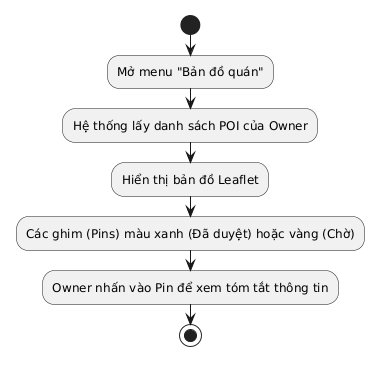 Mở menu "Bản đồ quán"
Hệ thống lấy danh sách POI của Owner
Hiển thị bản đồ Leaflet
Các ghim (Pins) màu xanh (Đã duyệt) hoặc vàng (Chờ)
Owner nhấn vào Pin để xem tóm tắt thông tin